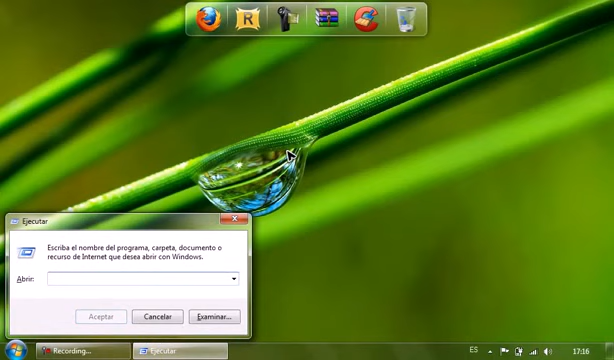 R
Ejecutar
Escriba el nombre del programa, carpeta, documento o
recurso de Internet que desea abrir con Windows.
Abrir:
Aceptar
Cancelar
Examinar...
Recording...
Ejecutar
ES
17:16